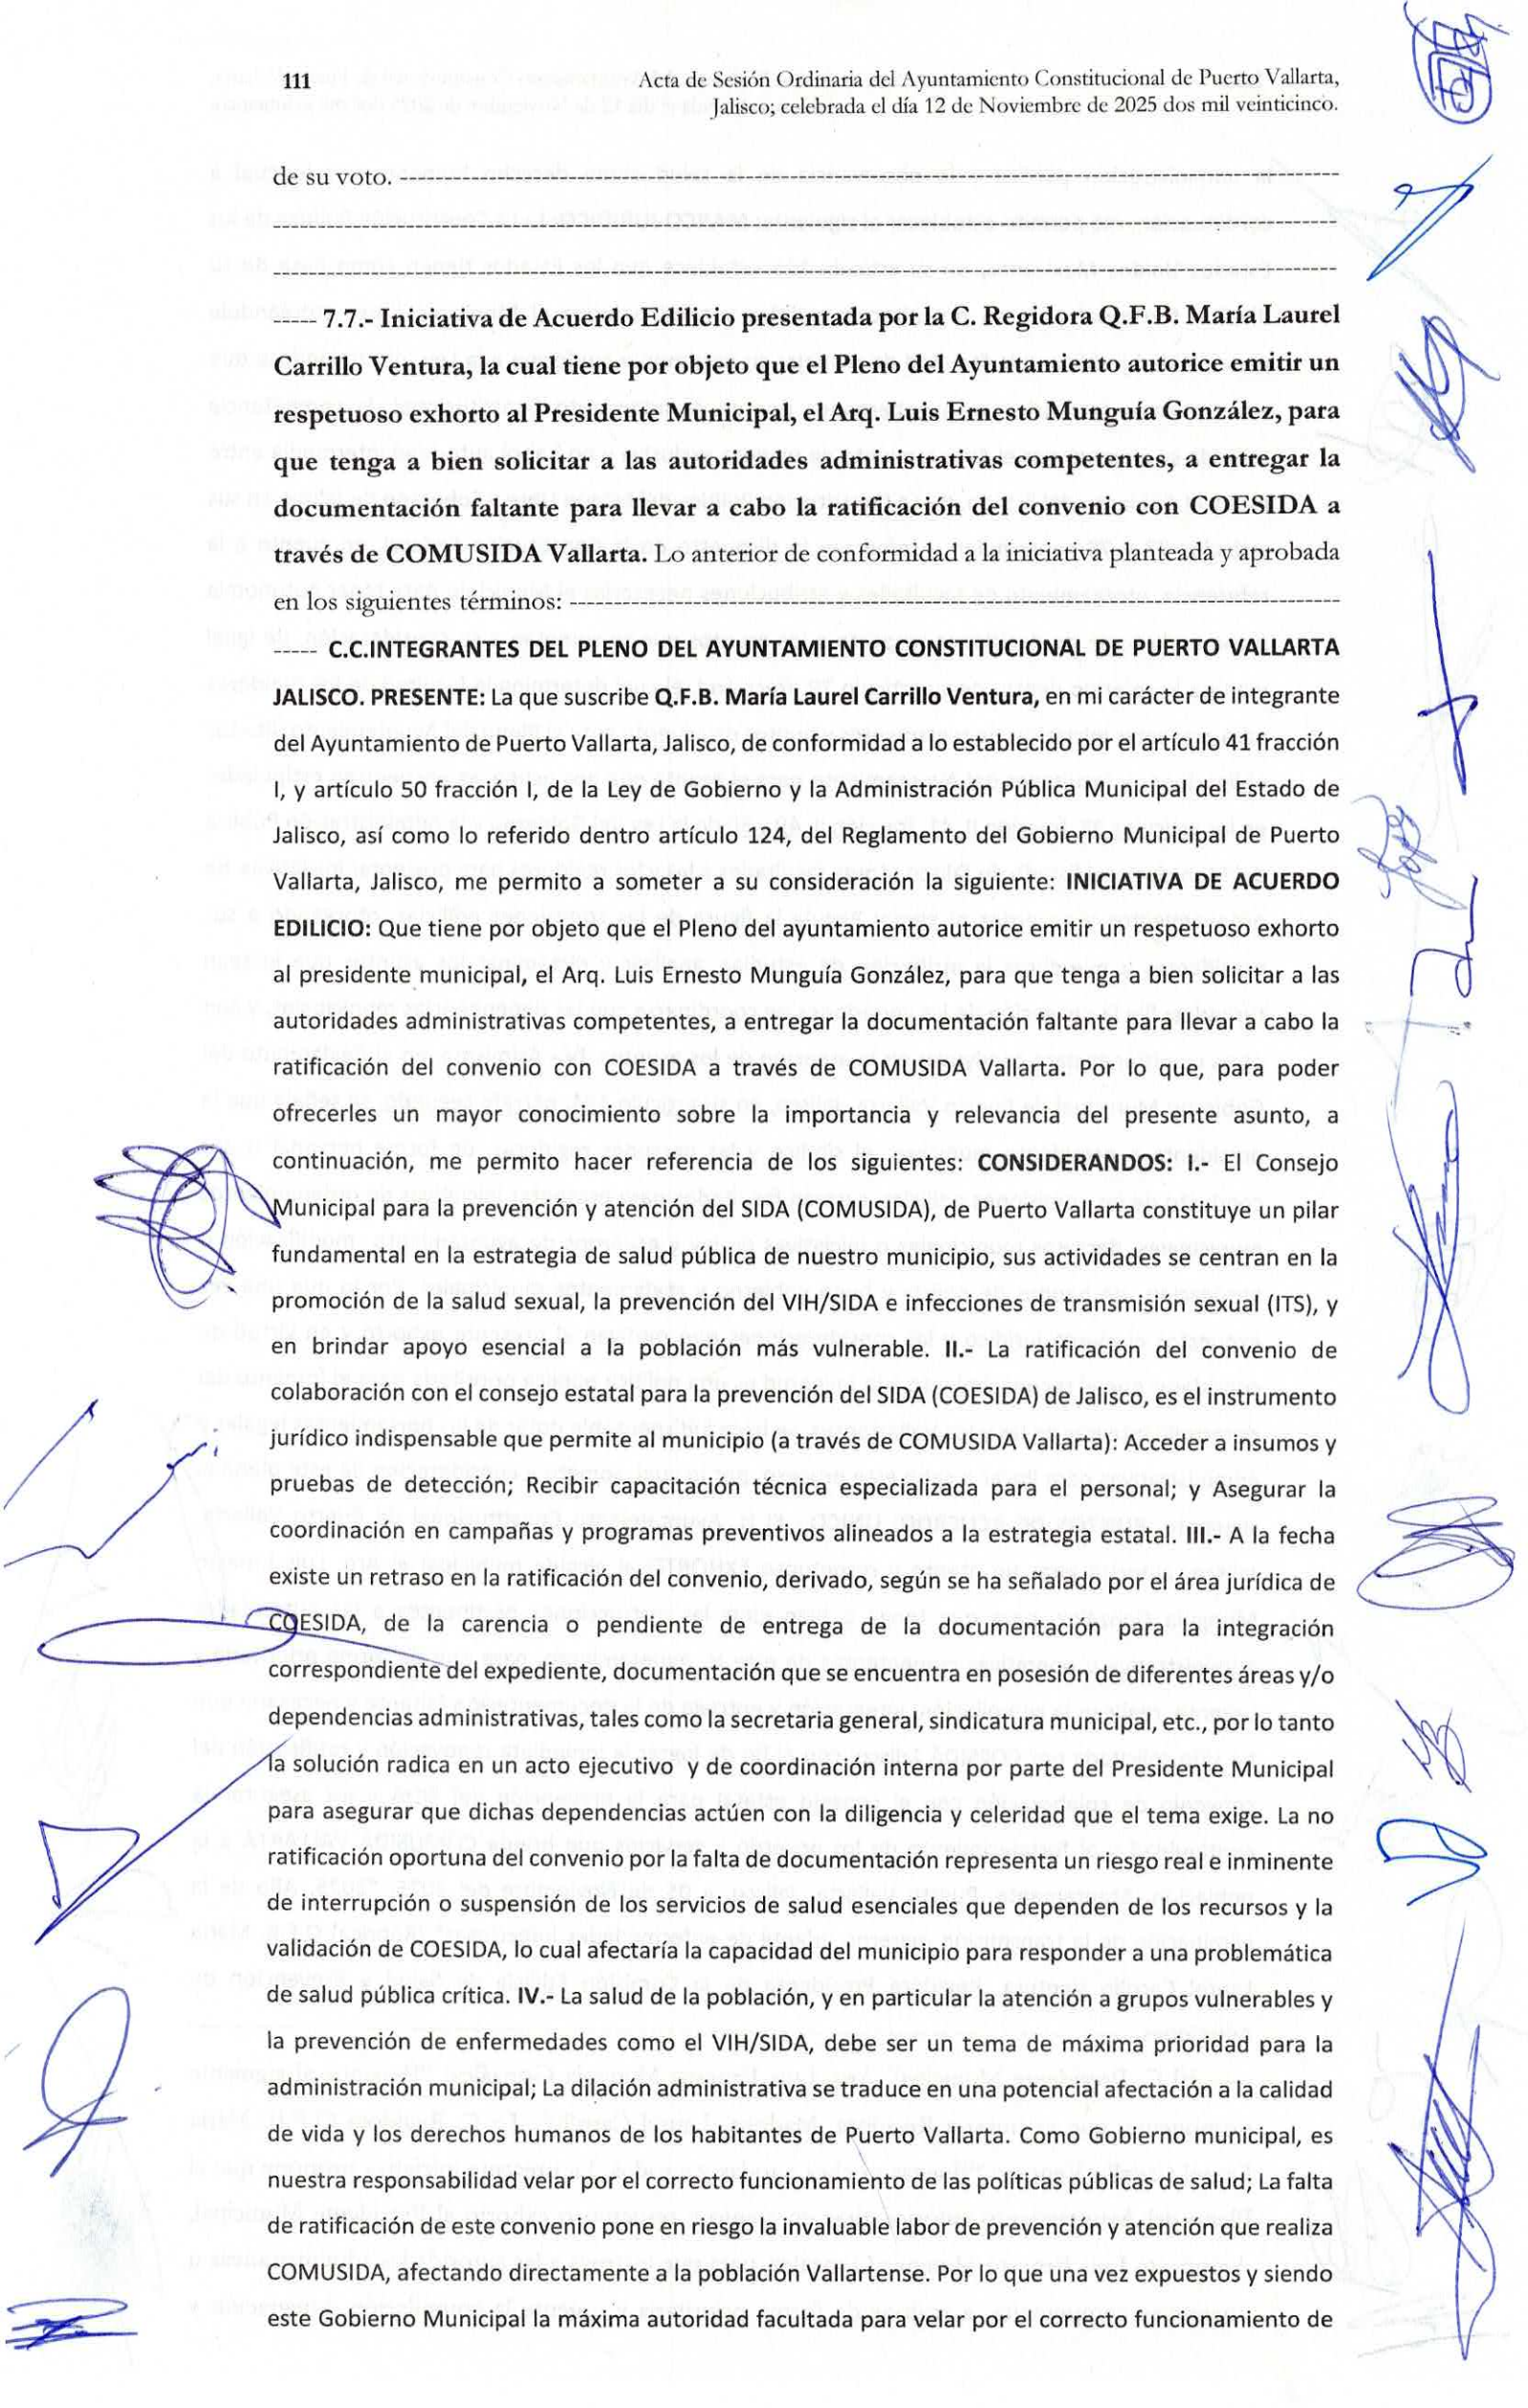 111
Acta de Sesión Ordinaria del Ayuntamiento Constitucional de Puerto Vallarta,
Jalisco; celebrada el día 12 de Noviembre de 2025 dos mil veinticinco.
de su voto. ------------------------------------------------------------
------------------------------------------------------------
------------------------------------------------------------
----- 7.7.- Iniciativa de Acuerdo Edilicio presentada por la C. Regidora Q.F.B. María Laurel
Carrillo Ventura, la cual tiene por objeto que el Pleno del Ayuntamiento autorice emitir un
respetuoso exhorto al Presidente Municipal, el Arq. Luis Ernesto Munguía González, para
que tenga a bien solicitar a las autoridades administrativas competentes, a entregar la
documentación faltante para llevar a cabo la ratificación del convenio con COESIDA a
través de COMUSIDA Vallarta. Lo anterior de conformidad a la iniciativa planteada y aprobada
en los siguientes términos: ------------------------------------------------------------
----- C.C.INTEGRANTES DEL PLENO DEL AYUNTAMIENTO CONSTITUCIONAL DE PUERTO VALLARTA
JALISCO. PRESENTE: La que suscribe Q.F.B. María Laurel Carrillo Ventura, en mi carácter de integrante
del Ayuntamiento de Puerto Vallarta, Jalisco, de conformidad a lo establecido por el artículo 41 fracción
I, y artículo 50 fracción I, de la Ley de Gobierno y la Administración Pública Municipal del Estado de
Jalisco, así como lo referido dentro artículo 124, del Reglamento del Gobierno Municipal de Puerto
Vallarta, Jalisco, me permito a someter a su consideración la siguiente: INICIATIVA DE ACUERDO
EDILICIO: Que tiene por objeto que el Pleno del ayuntamiento autorice emitir un respetuoso exhorto
al presidente municipal, el Arq. Luis Ernesto Munguía González, para que tenga a bien solicitar a las
autoridades administrativas competentes, a entregar la documentación faltante para llevar a cabo la
ratificación del convenio con COESIDA a través de COMUSIDA Vallarta. Por lo que, para poder
ofrecerles un mayor conocimiento sobre la importancia y relevancia del presente asunto, a
continuación, me permito hacer referencia de los siguientes: CONSIDERANDOS: I.- El Consejo
Municipal para la prevención y atención del SIDA (COMUSIDA), de Puerto Vallarta constituye un pilar
fundamental en la estrategia de salud pública de nuestro municipio, sus actividades se centran en la
promoción de la salud sexual, la prevención del VIH/SIDA e infecciones de transmisión sexual (ITS), y
en brindar apoyo esencial a la población más vulnerable. II.- La ratificación del convenio de
colaboración con el consejo estatal para la prevención del SIDA (COESIDA) de Jalisco, es el instrumento
jurídico indispensable que permite al municipio (a través de COMUSIDA Vallarta): Acceder a insumos y
pruebas de detección; Recibir capacitación técnica especializada para el personal; y Asegurar la
coordinación en campañas y programas preventivos alineados a la estrategia estatal. III.- A la fecha
existe un retraso en la ratificación del convenio, derivado, según se ha señalado por el área jurídica de
COESIDA, de la carencia o pendiente de entrega de la documentación para la integración
correspondiente del expediente, documentación que se encuentra en posesión de diferentes áreas y/o
dependencias administrativas, tales como la secretaria general, sindicatura municipal, etc., por lo tanto
la solución radica en un acto ejecutivo y de coordinación interna por parte del Presidente Municipal
para asegurar que dichas dependencias actúen con la diligencia y celeridad que el tema exige. La no
ratificación oportuna del convenio por la falta de documentación representa un riesgo real e inminente
de interrupción o suspensión de los servicios de salud esenciales que dependen de los recursos y la
validación de COESIDA, lo cual afectaría la capacidad del municipio para responder a una problemática
de salud pública crítica. IV.- La salud de la población, y en particular la atención a grupos vulnerables y
la prevención de enfermedades como el VIH/SIDA, debe ser un tema de máxima prioridad para la
administración municipal; La dilación administrativa se traduce en una potencial afectación a la calidad
de vida y los derechos humanos de los habitantes de Puerto Vallarta. Como Gobierno municipal, es
nuestra responsabilidad velar por el correcto funcionamiento de las políticas públicas de salud; La falta
de ratificación de este convenio pone en riesgo la invaluable labor de prevención y atención que realiza
COMUSIDA, afectando directamente a la población Vallartense. Por lo que una vez expuestos y siendo
este Gobierno Municipal la máxima autoridad facultada para velar por el correcto funcionamiento de